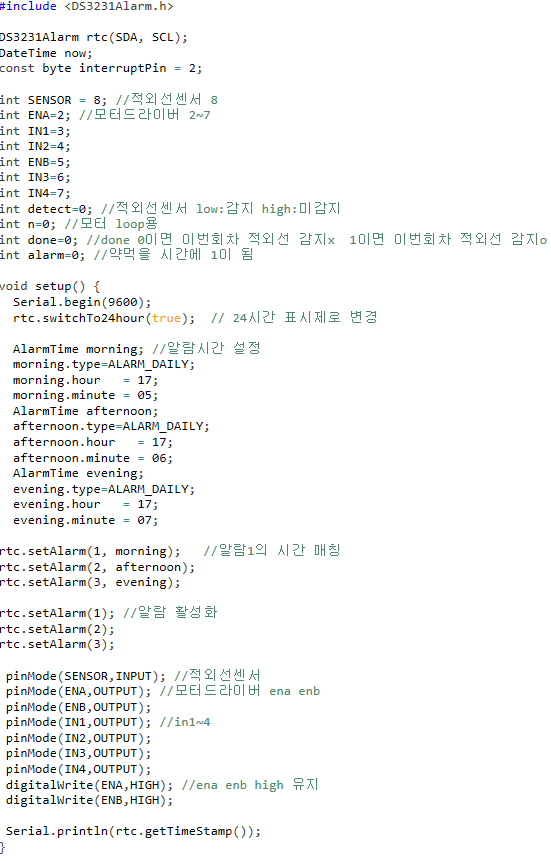 #include <DS3231Alarm.h>
DS3231Alarm rtc(SDA, SCL);
DateTime now;
const byte interruptPin = 2;
int SENSOR = 8; //적외선센서 8
int ENA=2; //모터드라이버 2~7
int IN1=3;
int IN2=4;
int ENB=5;
int IN3=6;
int IN4=7;
int detect=0; //적외선센서 low:감지 high:미감지
int n=0; //모터 loop용
int done=0; //done 0이면 이번회차 적외선 감지x  1이면 이번회차 적외선 감지o
int alarm=0; //약먹을 시간에 1이 됨
void setup() {
  Serial.begin(9600);
  rtc.switchTo24hour(true);  // 24시간 표시제로 변경
  AlarmTime morning; //알람시간 설정
  morning.type=ALARM_DAILY;
  morning.hour   = 17;
  morning.minute = 05;
  AlarmTime afternoon;
  afternoon.type=ALARM_DAILY;
  afternoon.hour   = 17;
  afternoon.minute = 06;
  AlarmTime evening;
  evening.type=ALARM_DAILY;
  evening.hour   = 17;
  evening.minute = 07;
rtc.setAlarm(1, morning);   //알람1의 시간 매칭
rtc.setAlarm(2, afternoon);
rtc.setAlarm(3, evening);
rtc.setAlarm(1); //알람 활성화
rtc.setAlarm(2);
rtc.setAlarm(3);
 pinMode(SENSOR,INPUT); //적외선센서
 pinMode(ENA,OUTPUT); //모터드라이버 ena enb
 pinMode(ENB,OUTPUT);
 pinMode(IN1,OUTPUT); //in1~4
 pinMode(IN2,OUTPUT);
 pinMode(IN3,OUTPUT);
 pinMode(IN4,OUTPUT);
 digitalWrite(ENA,HIGH); //ena enb high 유지
 digitalWrite(ENB,HIGH);
 Serial.println(rtc.getTimeStamp());
}